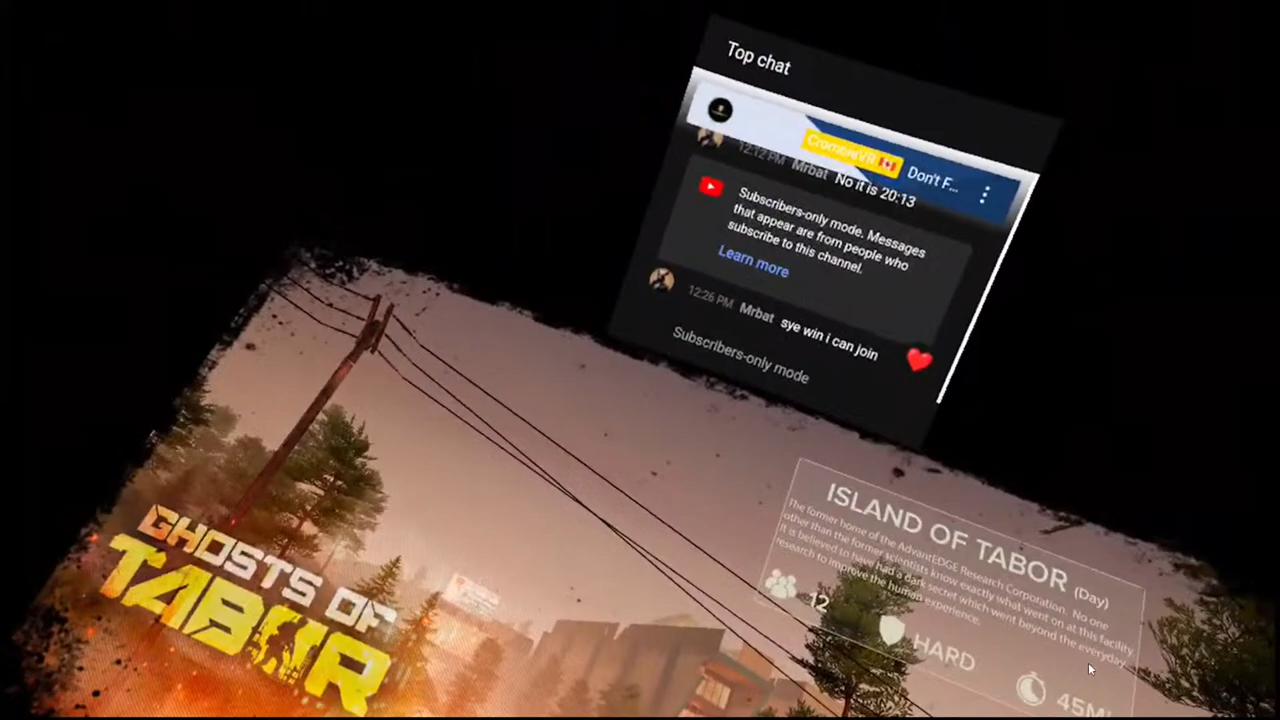 Top chat
CromoreVR Don't F...
12:12 PM Mrbat No it is 20:13
Subscribers-only mode. Messages
that appear are from people who
subscribe to this channel.
Learn more
12:26 PM Mrbat sye win i can join
Subscribers-only mode
GHOSTS OF
TABOR
ISLAND OF TABOR (Day)
The former home of the AdvantEDGE Research Corporation. No one
other than the former scientists know exactly what went on at this facility.
It is believed to have had a dark secret which went beyond the everyday
research to improve the human experience.
12
HARD